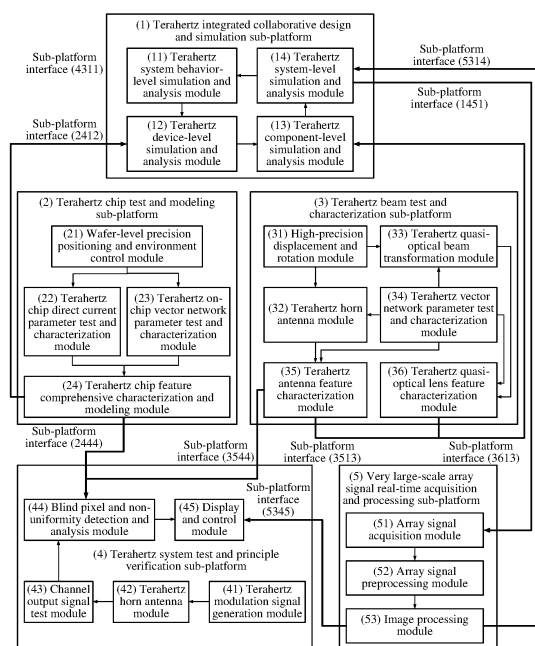 (1) Terahertz integrated collaborative design
and simulation sub-platform
Sub-platform
interface (4311)
(11) Terahertz
system behavior-
level simulation and
analysis module
(14) Terahertz
system-level
simulation and
analysis module
Sub-platform
interface (5314)
Sub-platform
interface (1451)
Sub-platform
interface (2412)
(12) Terahertz
device-level
simulation and
analysis module
(13) Terahertz
component-level
simulation and
analysis module
(2) Terahertz chip test and modeling
sub-platform
(21) Wafer-level precision
positioning and environment
control module
(22) Terahertz
chip direct current
parameter test and
characterization
module
(23) Terahertz on-
chip vector network
parameter test and
characterization
module
(24) Terahertz chip feature
comprehensive characterization and
modeling module
(3) Terahertz beam test and
characterization sub-platform
(31) High-precision
displacement and
rotation module
(33) Terahertz quasi-
optical beam
transformation module
(32) Terahertz horn
antenna module
(34) Terahertz vector
network parameter test
and characterization
module
(35) Terahertz
antenna feature
characterization
module
(36) Terahertz quasi-
optical lens feature
characterization
module
Sub-platform
interface (2444)
Sub-platform
interface (3544)
Sub-platform
interface (3513)
Sub-platform
interface (3613)
(44) Blind pixel and non-
uniformity detection and
analysis module
(45) Display
and control
module
Sub-platform
interface
(5345)
(4) Terahertz system test and principle
verification sub-platform
(43) Channel
output signal
test module
(42) Terahertz
horn antenna
module
(41) Terahertz
modulation signal
generation module
(5) Very large-scale array
signal real-time acquisition
and processing sub-platform
(51) Array signal
acquisition module
(52) Array signal
preprocessing module
(53) Image processing
module